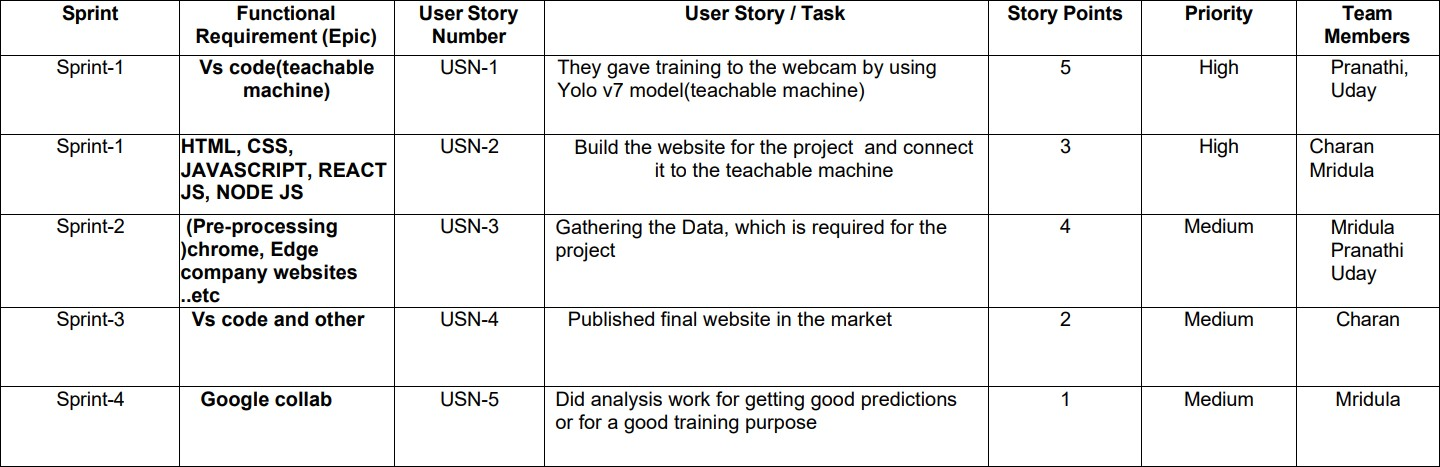 Sprint
Functional
Requirement (Epic)
User Story
Number
User Story / Task
Story Points
Priority
Team
Members
Sprint-1
Vs code(teachable
machine)
USN-1
They gave training to the webcam by using
Yolo v7 model(teachable machine)
5
High
Pranathi,
Uday
Sprint-1
HTML, CSS,
JAVASCRIPT, REACT
JS, NODE JS
USN-2
Build the website for the project  and connect
it to the teachable machine
3
High
Charan
Mridula
Sprint-2
(Pre-processing
)chrome, Edge
company websites
..etc
USN-3
Gathering the Data, which is required for the
project
4
Medium
Mridula
Pranathi
Uday
Sprint-3
Vs code and other
USN-4
Published final website in the market
2
Medium
Charan
Sprint-4
Google collab
USN-5
Did analysis work for getting good predictions
or for a good training purpose
1
Medium
Mridula